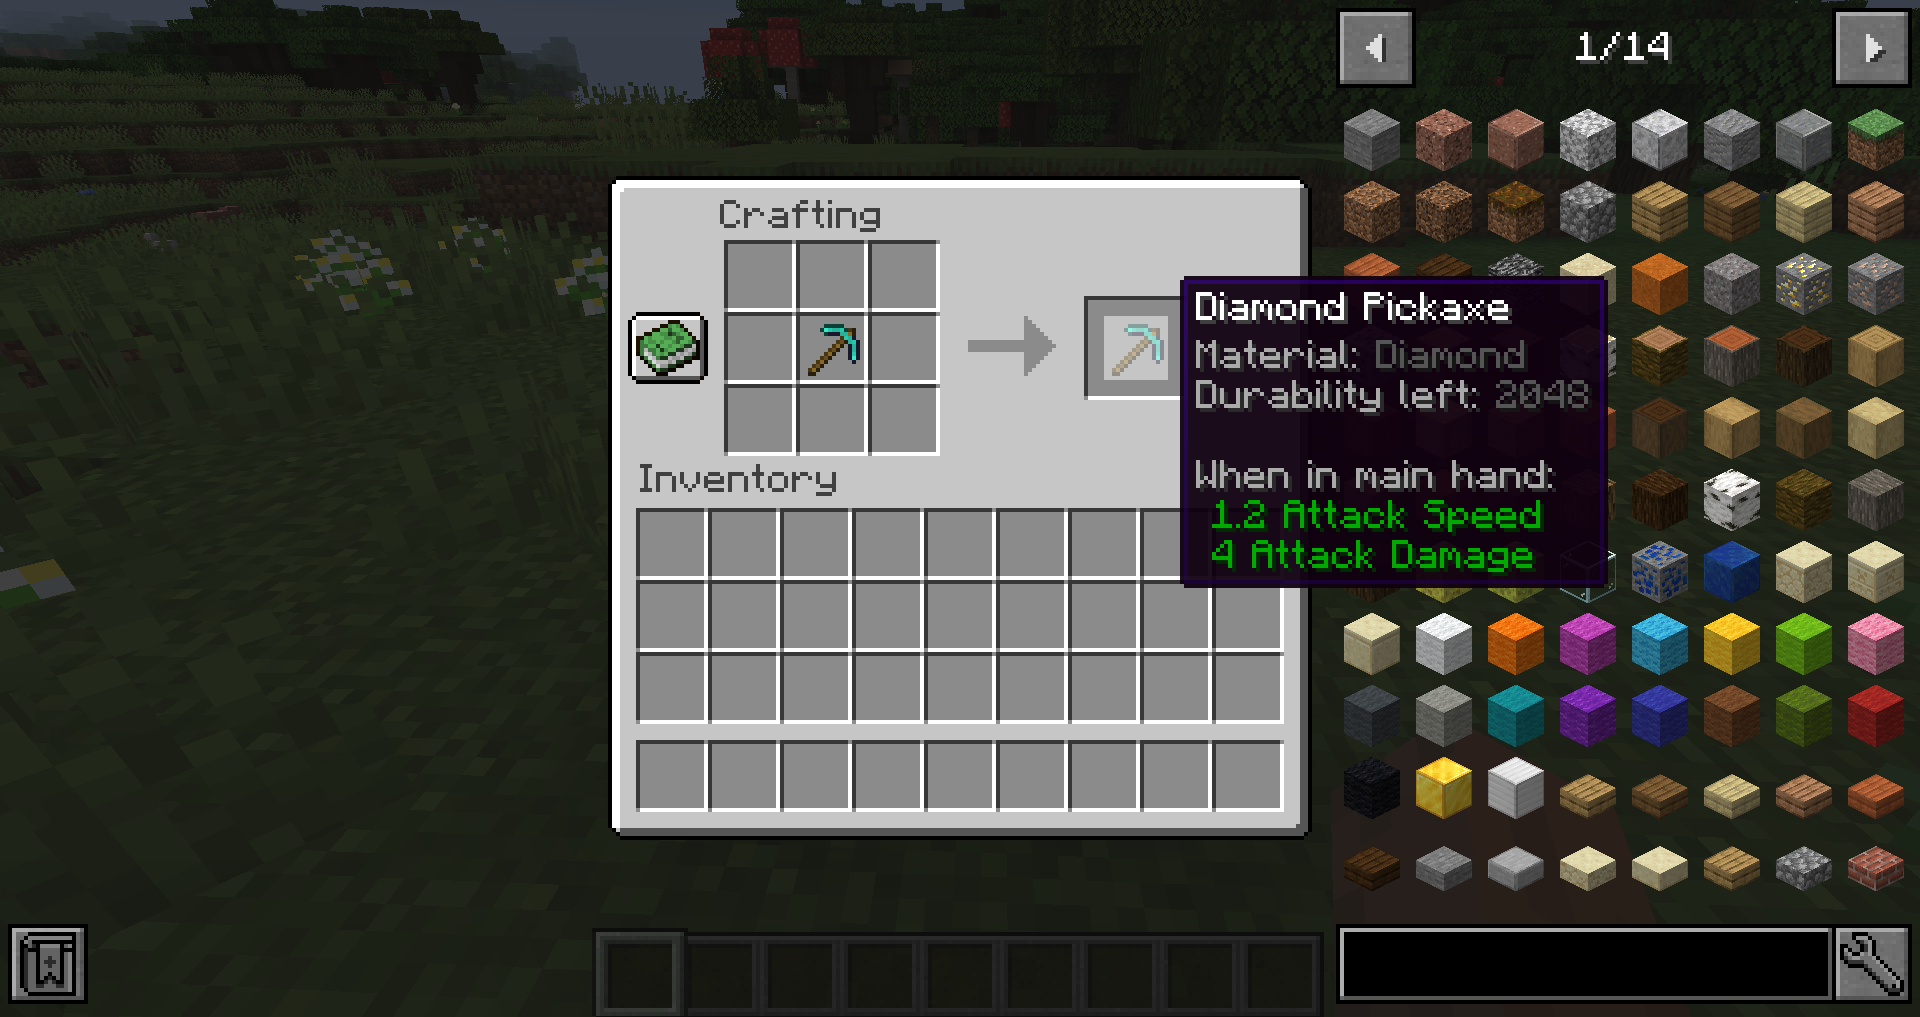 1/14
Crafting
Diamond Pickaxe
Material: Diamond
Durability left: 2048
When in main hand:
1.2 Attack Speed
4 Attack Damage
Inventory